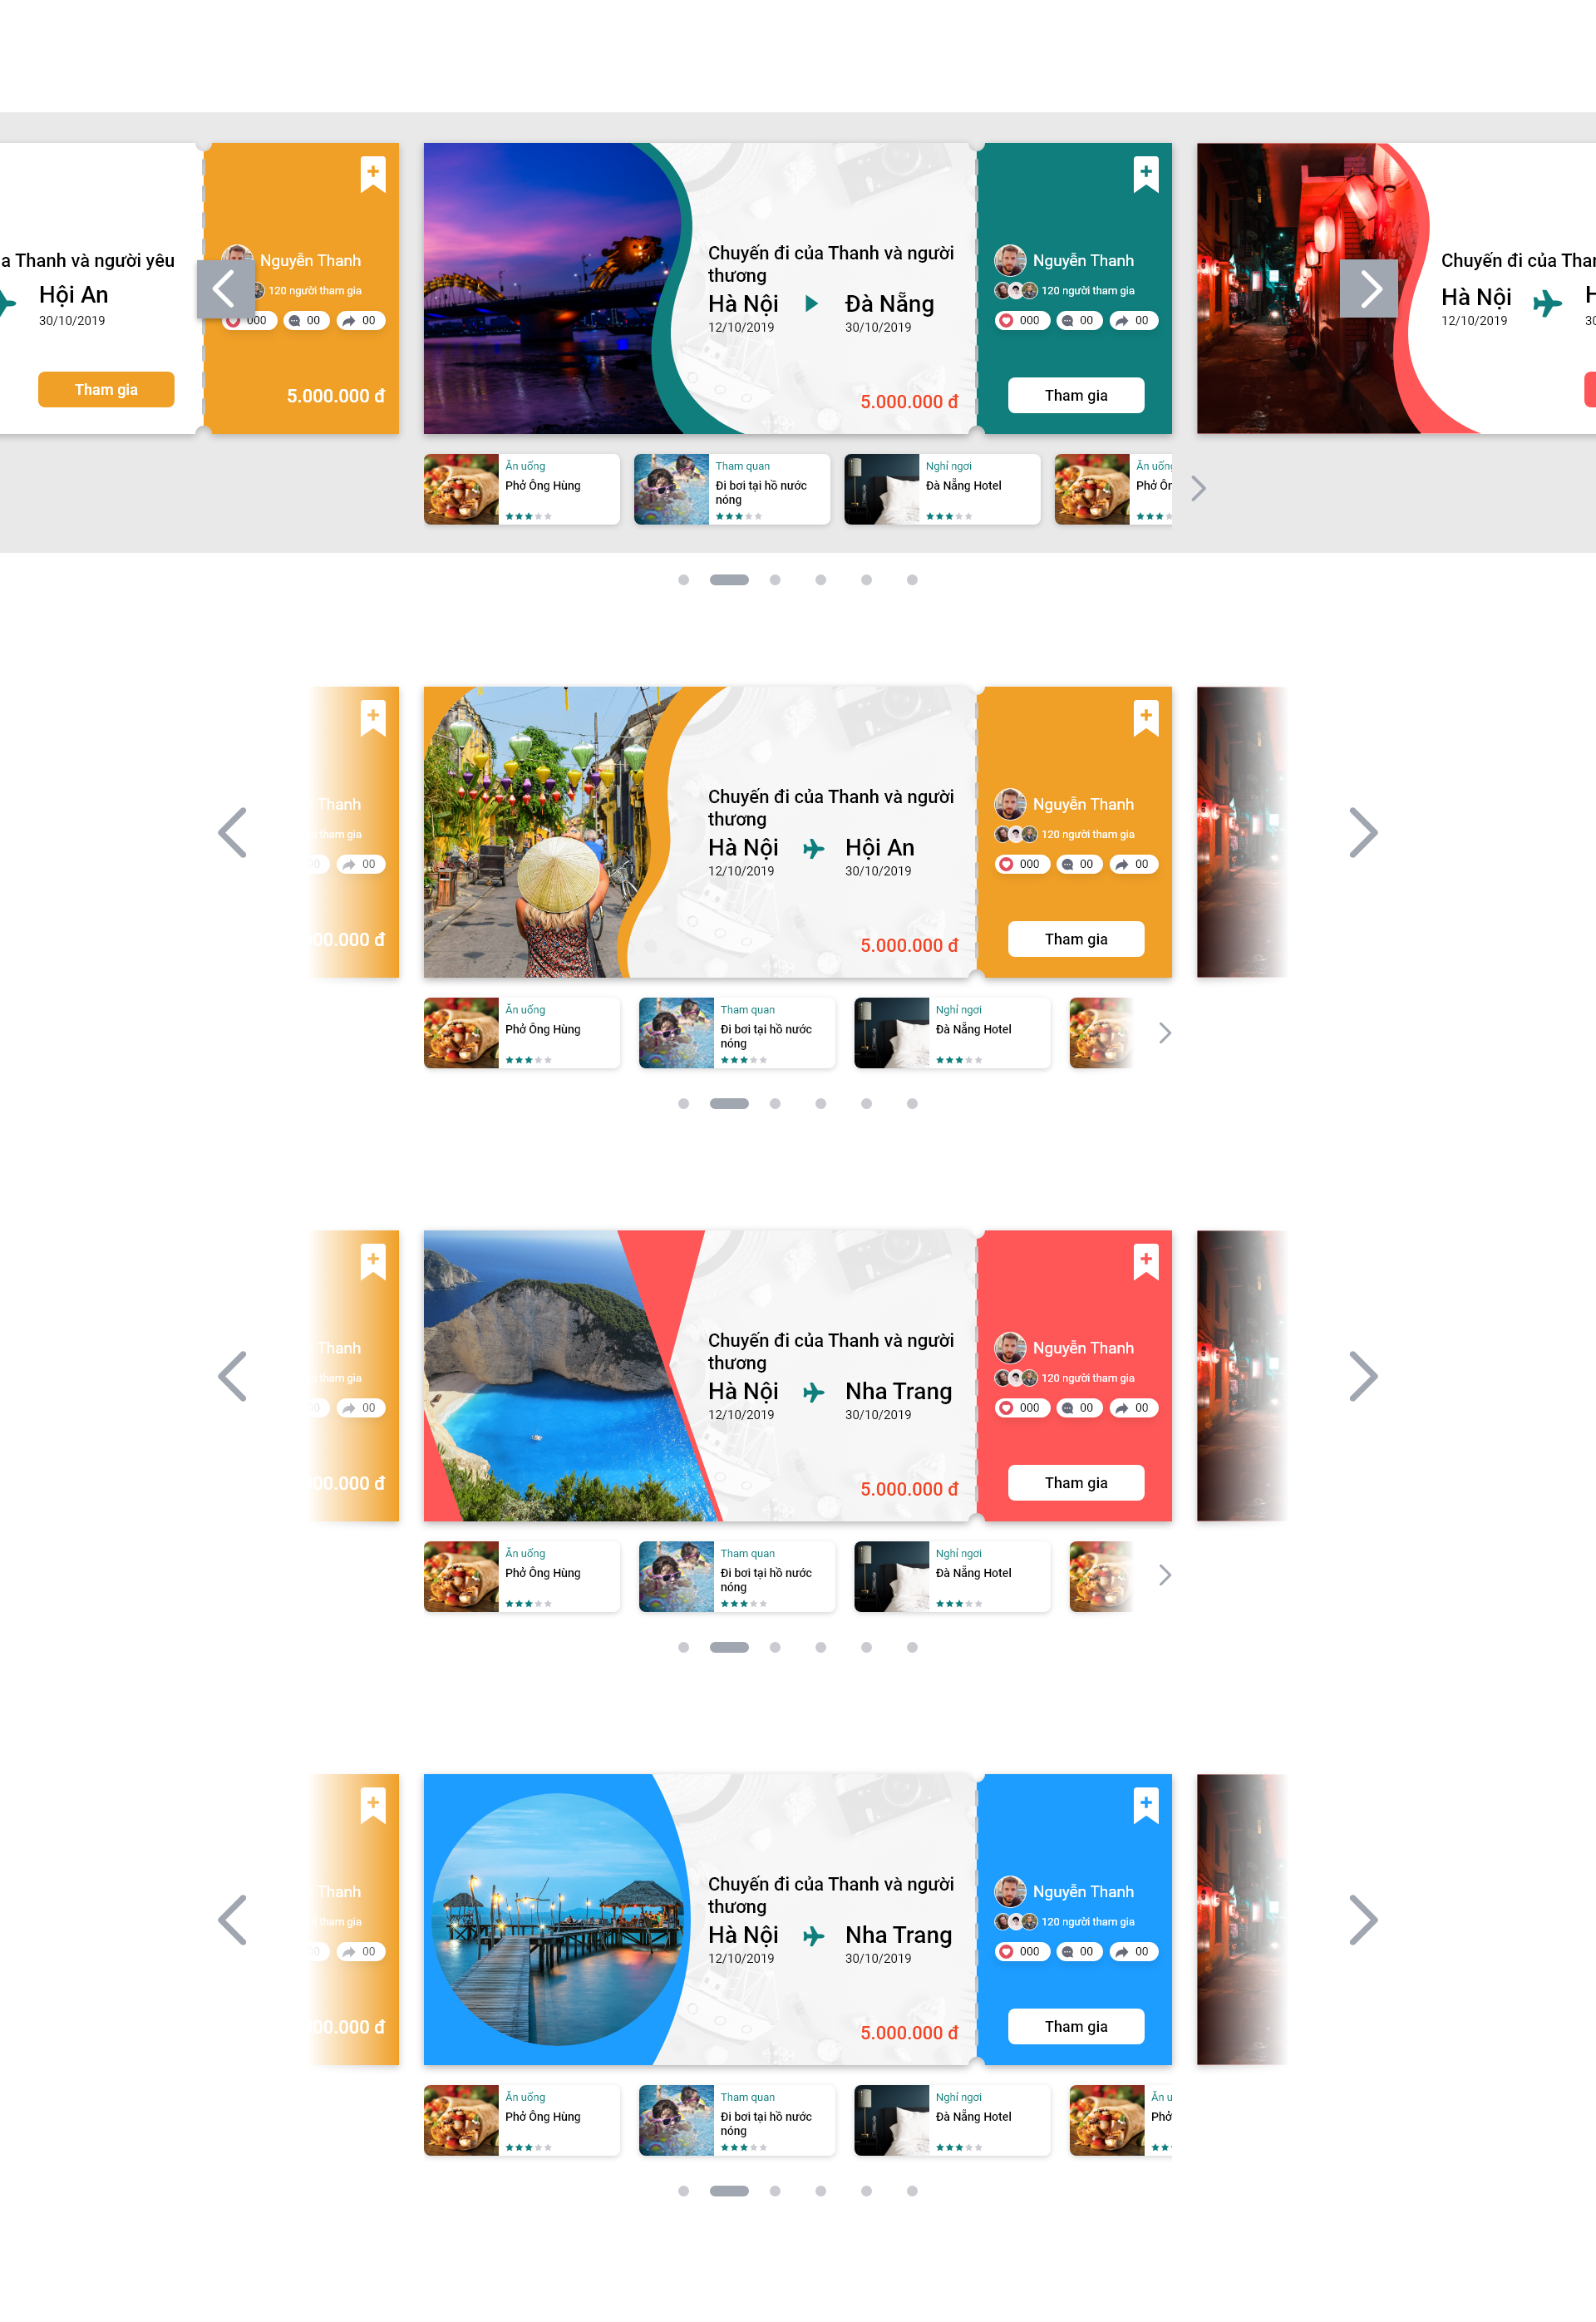 a Thanh và người yêu
Hội An
30/10/2019
Tham gia
Nguyễn Thanh
120 người tham gia
000 00 00
5.000.000 đ
Chuyến đi của Thanh và người
thương
Hà Nội Đà Nẵng
12/10/2019 30/10/2019
5.000.000 đ
Nguyễn Thanh
120 người tham gia
000 00 00
Tham gia
Chuyến đi của
Hà Nội
12/10/2019
Ăn uống
Phở Ông Hùng
Tham quan
Đi bơi tại hồ nước
nóng
Nghỉ ngơi
Đà Nẵng Hotel
Ăn uống
Phở
Thanh
tham gia
00
000.000 đ
Chuyến đi của Thanh và người
thương
Hà Nội Hội An
12/10/2019 30/10/2019
5.000.000 đ
Nguyễn Thanh
120 người tham gia
000 00 00
Tham gia
Ăn uống
Phở Ông Hùng
Tham quan
Đi bơi tại hồ nước
nóng
Nghỉ ngơi
Đà Nẵng Hotel
Thanh
tham gia
00
000.000 đ
Chuyến đi của Thanh và người
thương
Hà Nội Nha Trang
12/10/2019 30/10/2019
5.000.000 đ
Nguyễn Thanh
120 người tham gia
000 00 00
Tham gia
Ăn uống
Phở Ông Hùng
Tham quan
Đi bơi tại hồ nước
nóng
Nghỉ ngơi
Đà Nẵng Hotel
Thanh
tham gia
00
000.000 đ
Chuyến đi của Thanh và người
thương
Hà Nội Nha Trang
12/10/2019 30/10/2019
5.000.000 đ
Nguyễn Thanh
120 người tham gia
000 00 00
Tham gia
Ăn uống
Phở Ông Hùng
Tham quan
Đi bơi tại hồ nước
nóng
Nghỉ ngơi
Đà Nẵng Hotel
Ăn u
Phở